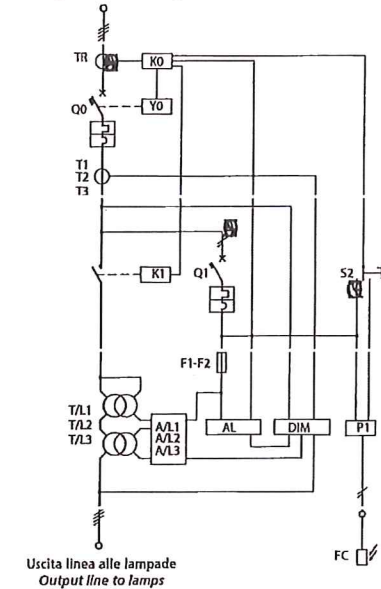 TR
K0
Q0
Y0
T1
T2
T3
K1
Q1
S2
F1-F2
T/L1
T/L2
T/L3
A/L1
A/L2
A/L3
AL
DIM
P1
FC
Uscita linea alle lampade
Output line to lamps